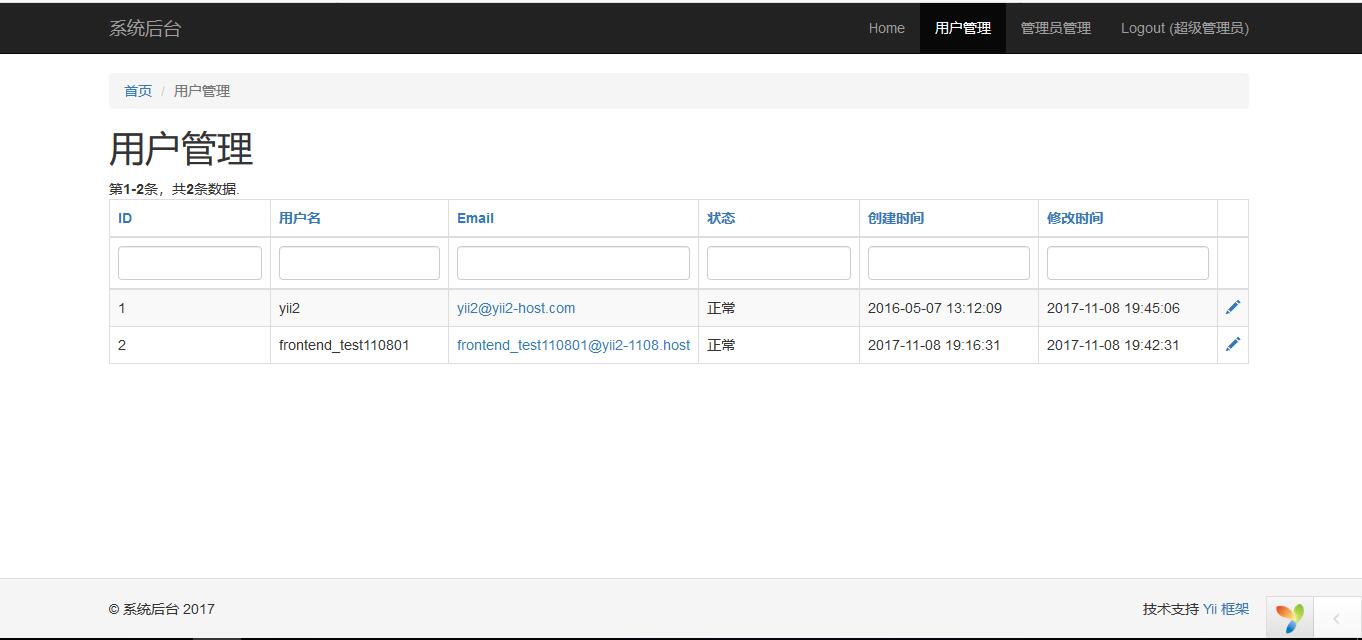 系统后台 Home 用户管理 管理员管理 Logout (超级管理员)
首页 / 用户管理
用户管理
第1-2条，共2条数据.
ID 用户名 Email 状态 创建时间 修改时间
1 yii2 yii2@yii2-host.com 正常 2016-05-07 13:12:09 2017-11-08 19:45:06
2 frontend_test110801 frontend_test110801@yii2-1108.host 正常 2017-11-08 19:16:31 2017-11-08 19:42:31
© 系统后台 2017 技术支持 Yii 框架